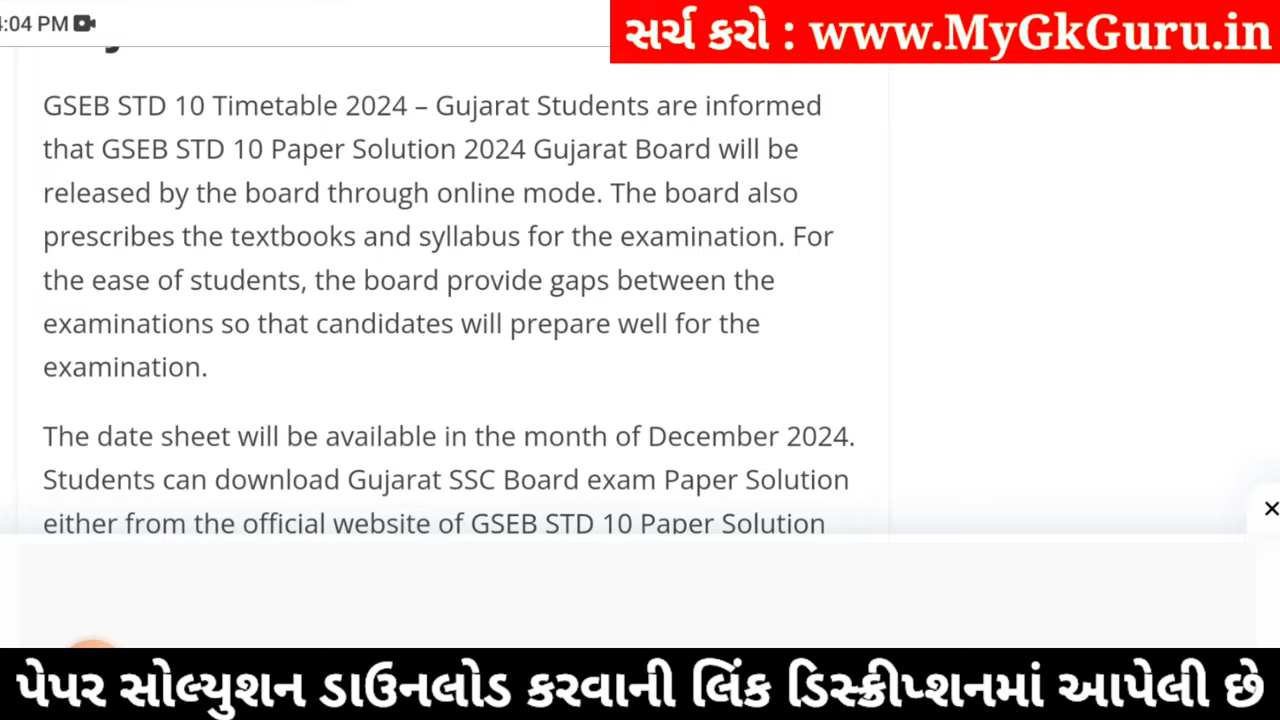 4:04 PM
સર્ચ કરો : www.MyGkGuru.in
GSEB STD 10 Timetable 2024 – Gujarat Students are informed
that GSEB STD 10 Paper Solution 2024 Gujarat Board will be
released by the board through online mode. The board also
prescribes the textbooks and syllabus for the examination. For
the ease of students, the board provide gaps between the
examinations so that candidates will prepare well for the
examination.
The date sheet will be available in the month of December 2024.
Students can download Gujarat SSC Board exam Paper Solution
either from the official website of GSEB STD 10 Paper Solution
પેપર સોલ્યુશન ડાઉનલોડ કરવાની લિંક ડિસ્ક્રીપ્શનમાં આપેલી છે